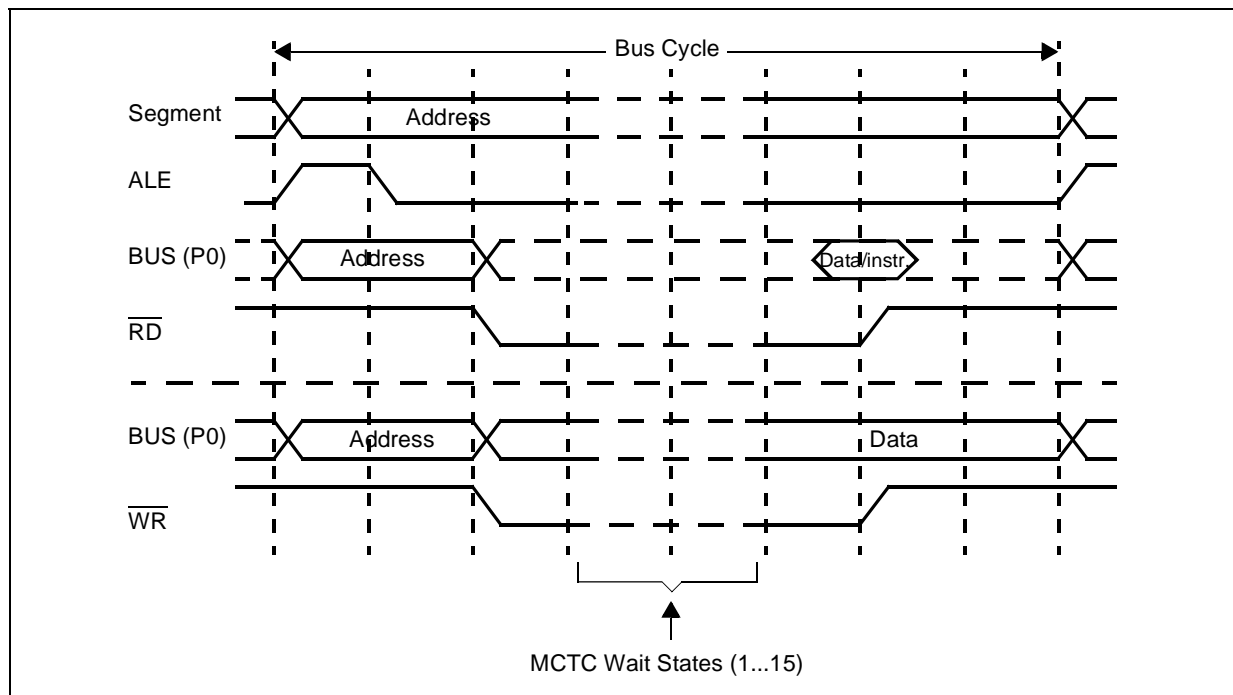 Bus Cycle
Segment
Address
ALE
BUS (P0)
Address
Data/instr.
RD
BUS (P0)
Address
Data
WR
MCTC Wait States (1...15)